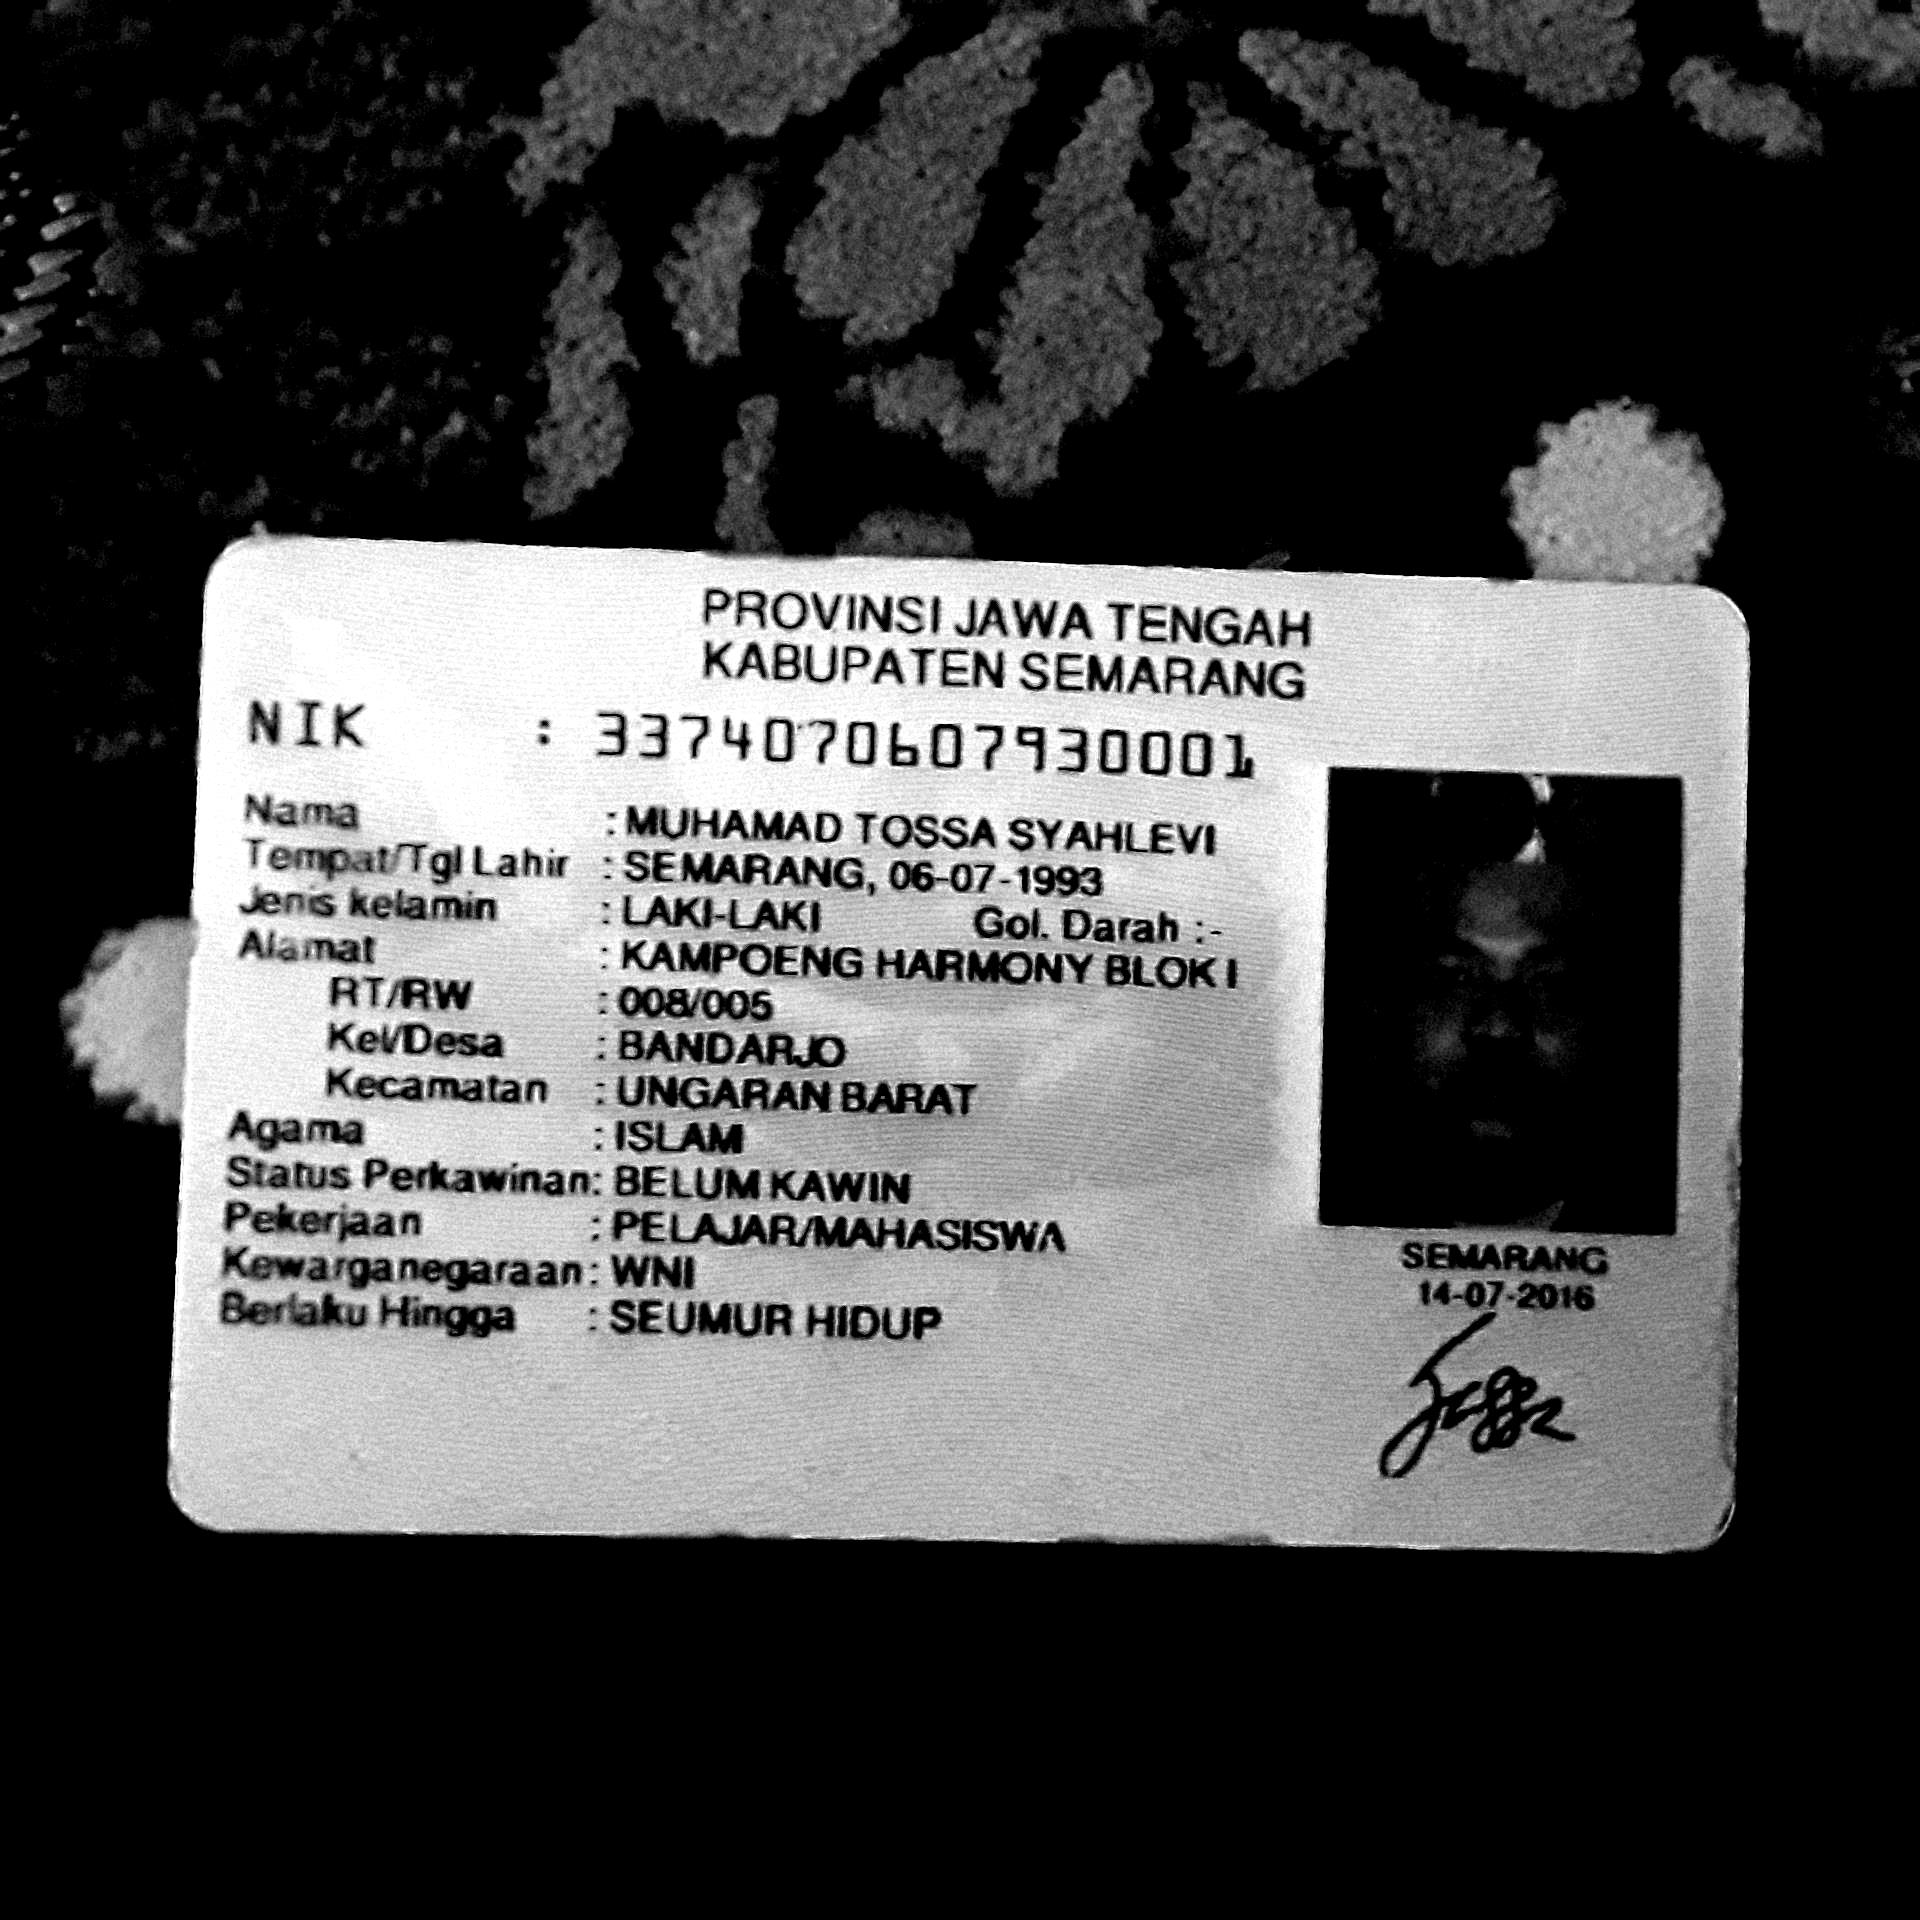 PROVINSI JAWA TENGAH
KABUPATEN SEMARANG
NIK : 3374070607930001
Nama : MUHAMAD TOSSA SYAHLEVI
Tempat/Tgl Lahir : SEMARANG, 06-07-1993
Jenis kelamin : LAKI-LAKI Gol. Darah :-
Alamat : KAMPOENG HARMONY BLOK I
RT/RW : 008/005
Kel/Desa : BANDARJO
Kecamatan : UNGARAN BARAT
Agama : ISLAM
Status Perkawinan: BELUM KAWIN
Pekerjaan : PELAJAR/MAHASISWA
Kewarganegaraan: WNI
Berlaku Hingga : SEUMUR HIDUP
SEMARANG
14-07-2016